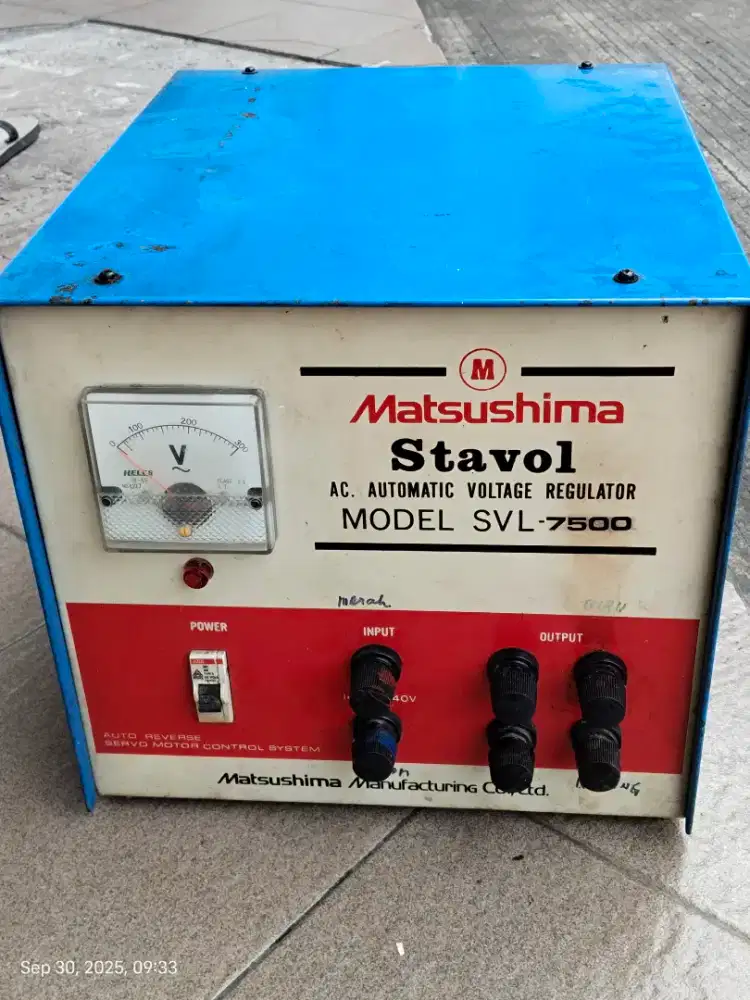 M
Matsushima
Stavol
AC. AUTOMATIC VOLTAGE REGULATOR
MODEL SVL-7500
0 100 200 300
V
HELES
merah
POWER
INPUT
OUTPUT
40V
AUTO REVERSE
SERVO MOTOR CONTROL SYSTEM
Matsushima Manufacturing Co., Ltd.
Sep 30, 2025, 09:33